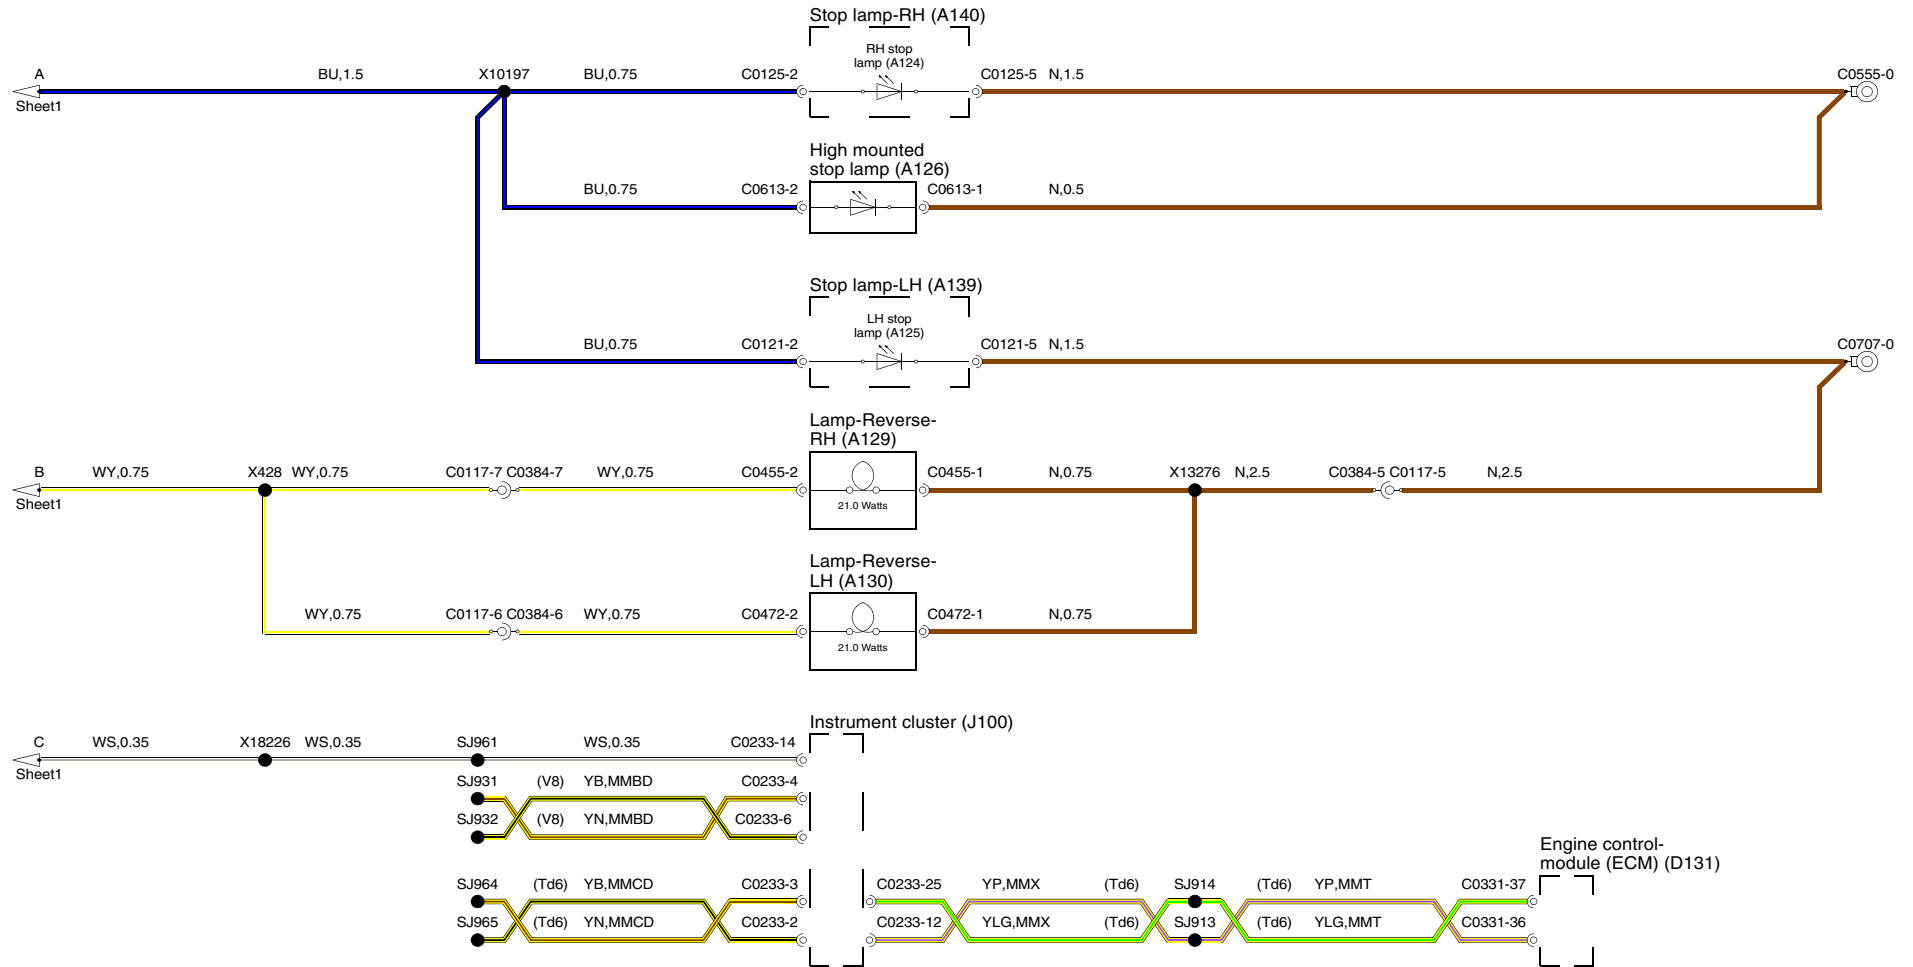 Stop lamp-RH (A140)
RH stop
lamp (A124)
A
BU,1.5
X10197
BU,0.75
C0125-2
C0125-5
N,1.5
C0555-0
Sheet1
High mounted
stop lamp (A126)
BU,0.75
C0613-2
C0613-1
N,0.5
Stop lamp-LH (A139)
LH stop
lamp (A125)
BU,0.75
C0121-2
C0121-5
N,1.5
C0707-0
Lamp-Reverse-
RH (A129)
B
WY,0.75
X428
WY,0.75
C0117-7
C0384-7
WY,0.75
C0455-2
C0455-1
N,0.75
X13276
N,2.5
C0384-5
C0117-5
N,2.5
Sheet1
21.0 Watts
Lamp-Reverse-
LH (A130)
WY,0.75
C0117-6
C0384-6
WY,0.75
C0472-2
C0472-1
N,0.75
21.0 Watts
Instrument cluster (J100)
C
WS,0.35
X18226
WS,0.35
SJ961
WS,0.35
C0233-14
Sheet1
SJ931
(V8)
YB,MMBD
C0233-4
SJ932
(V8)
YN,MMBD
C0233-6
Engine control-
module (ECM) (D131)
SJ964
(Td6)
YB,MMCD
C0233-3
C0233-25
YP,MMX
(Td6)
SJ914
(Td6)
YP,MMT
C0331-37
SJ965
(Td6)
YN,MMCD
C0233-2
C0233-12
YLG,MMX
(Td6)
SJ913
(Td6)
YLG,MMT
C0331-36